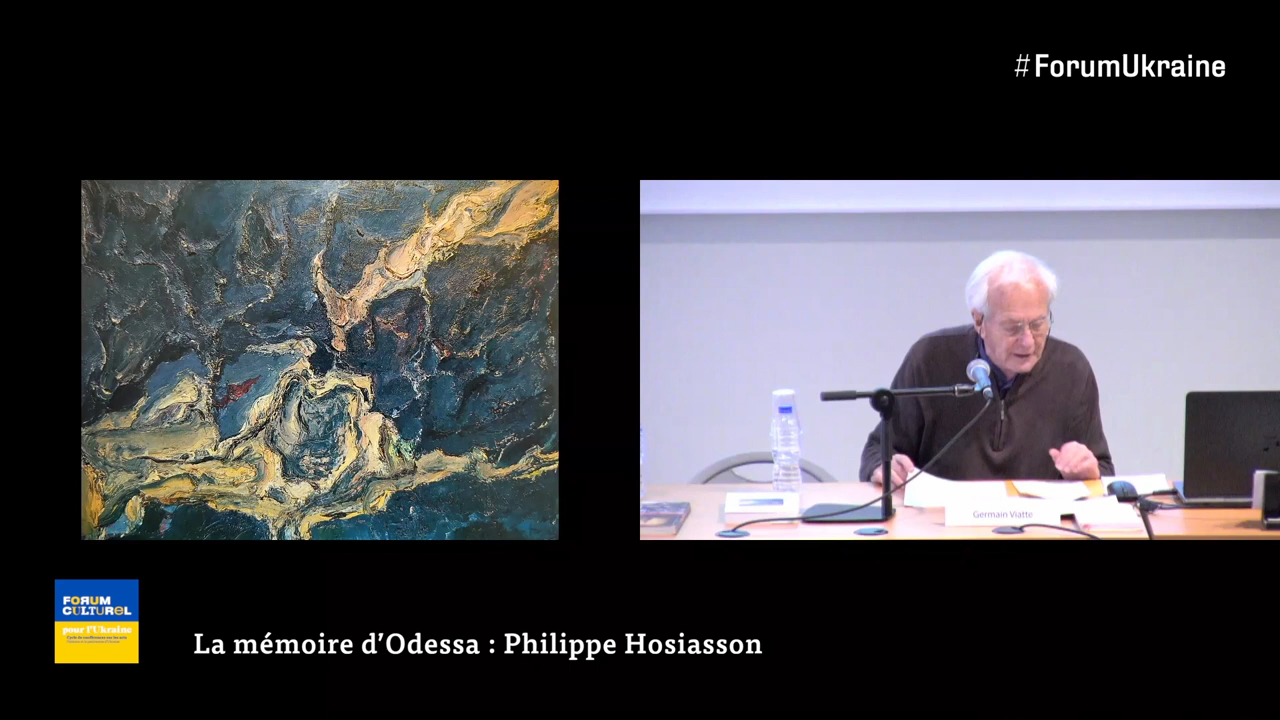 #ForumUkraine
Germain Viatte
FORUM
CULTUREL
pour l'Ukraine
La mémoire d'Odessa : Philippe Hosiasson